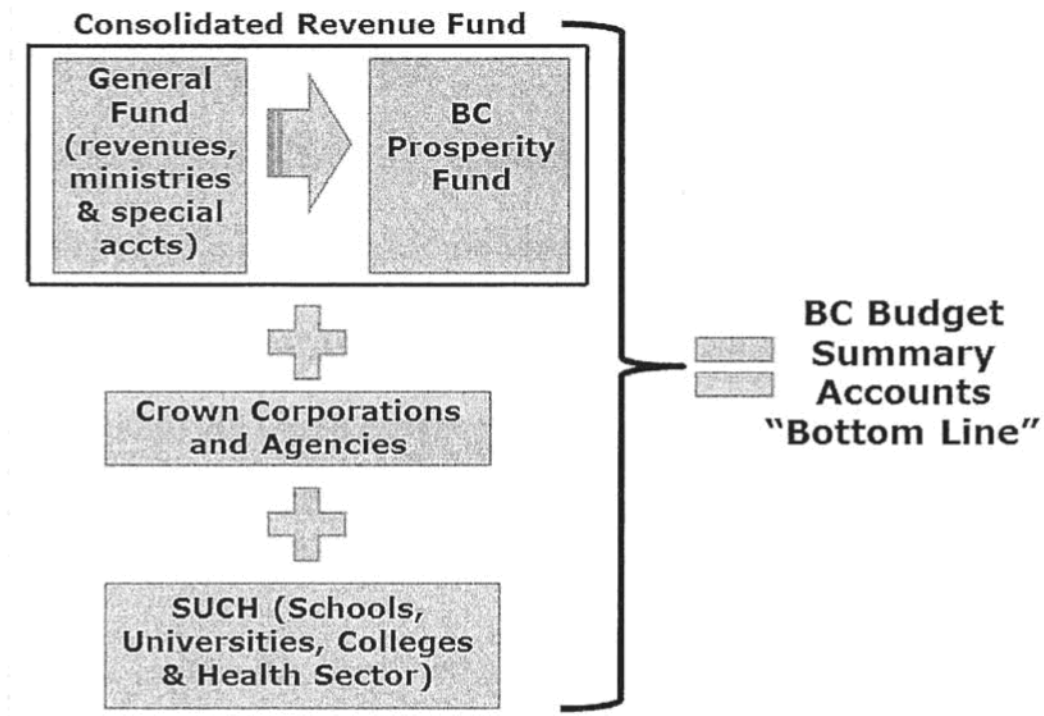 Consolidated Revenue Fund
General
Fund
(revenues,
ministries
& special
accts)
BC
Prosperity
Fund
Crown Corporations
and Agencies
SUCH (Schools,
Universities, Colleges
& Health Sector)
BC Budget
Summary
Accounts
“Bottom Line”